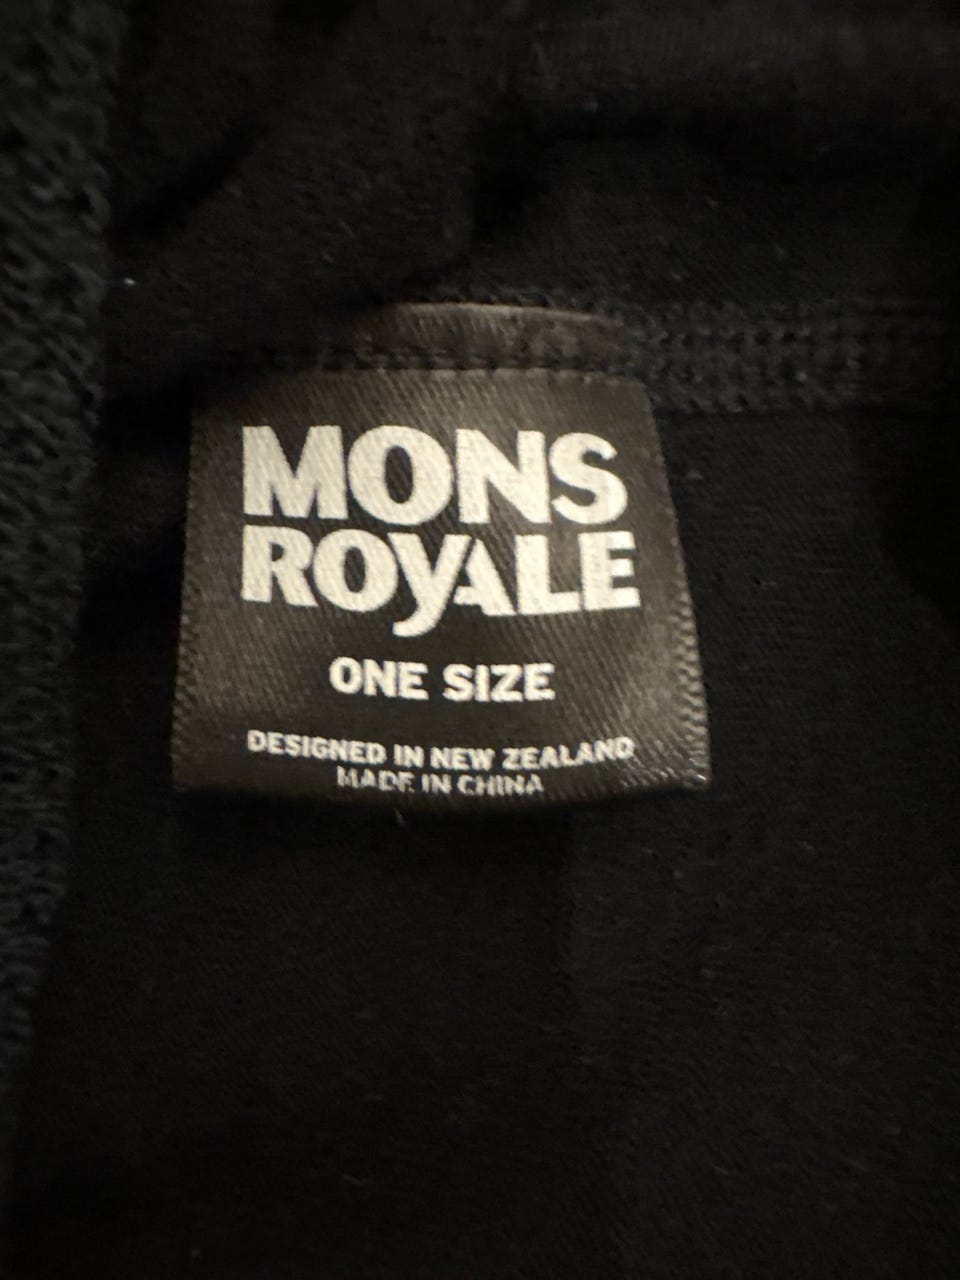 MONS
ROYALE
ONE SIZE
DESIGNED IN NEW ZEALAND
MADE IN CHINA